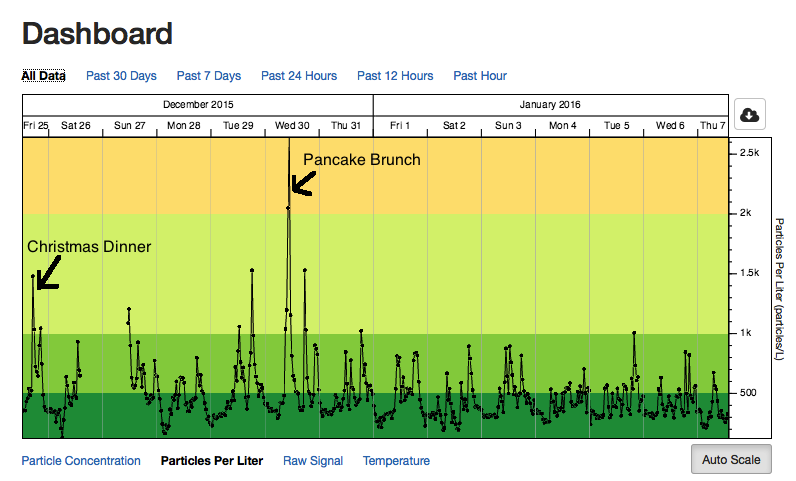 Dashboard
All Data Past 30 Days Past 7 Days Past 24 Hours Past 12 Hours Past Hour
December 2015 January 2016
Fri 25 Sat 26 Sun 27 Mon 28 Tue 29 Wed 30 Thu 31 Fri 1 Sat 2 Sun 3 Mon 4 Tue 5 Wed 6 Thu 7
2.5k
Pancake Brunch
2k
Christmas Dinner
1.5k
1k
500
Particles Per Liter (particles/L)
Particle Concentration Particles Per Liter Raw Signal Temperature Auto Scale